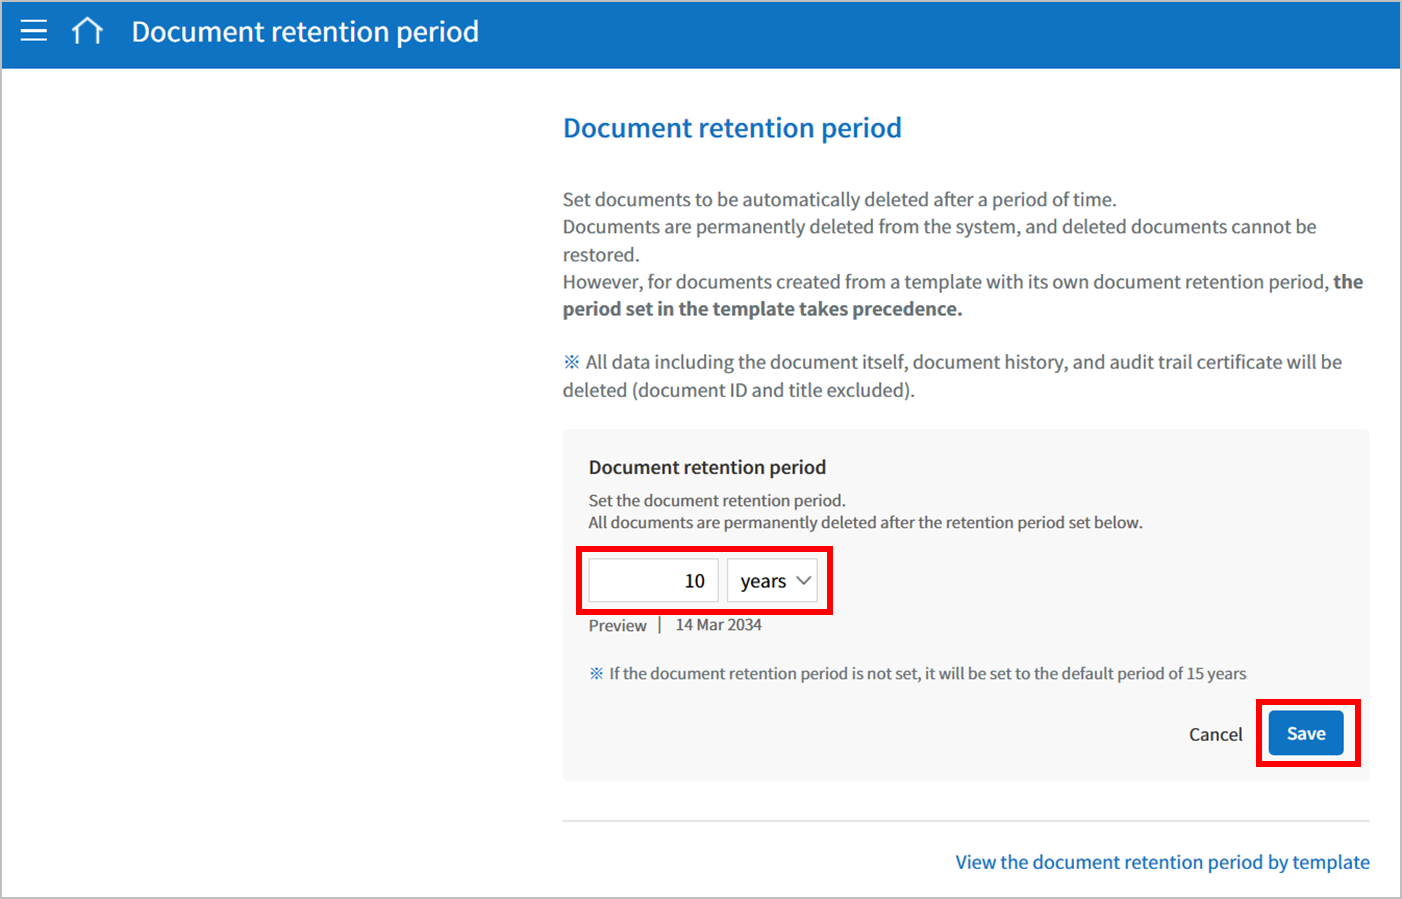 Document retention period
Document retention period
Set documents to be automatically deleted after a period of time.
Documents are permanently deleted from the system, and deleted documents cannot be
restored.
However, for documents created from a template with its own document retention period, the
period set in the template takes precedence.
※ All data including the document itself, document history, and audit trail certificate will be
deleted (document ID and title excluded).
Document retention period
Set the document retention period.
All documents are permanently deleted after the retention period set below.
10 years
Preview | 14 Mar 2034
※ If the document retention period is not set, it will be set to the default period of 15 years
Cancel Save
View the document retention period by template